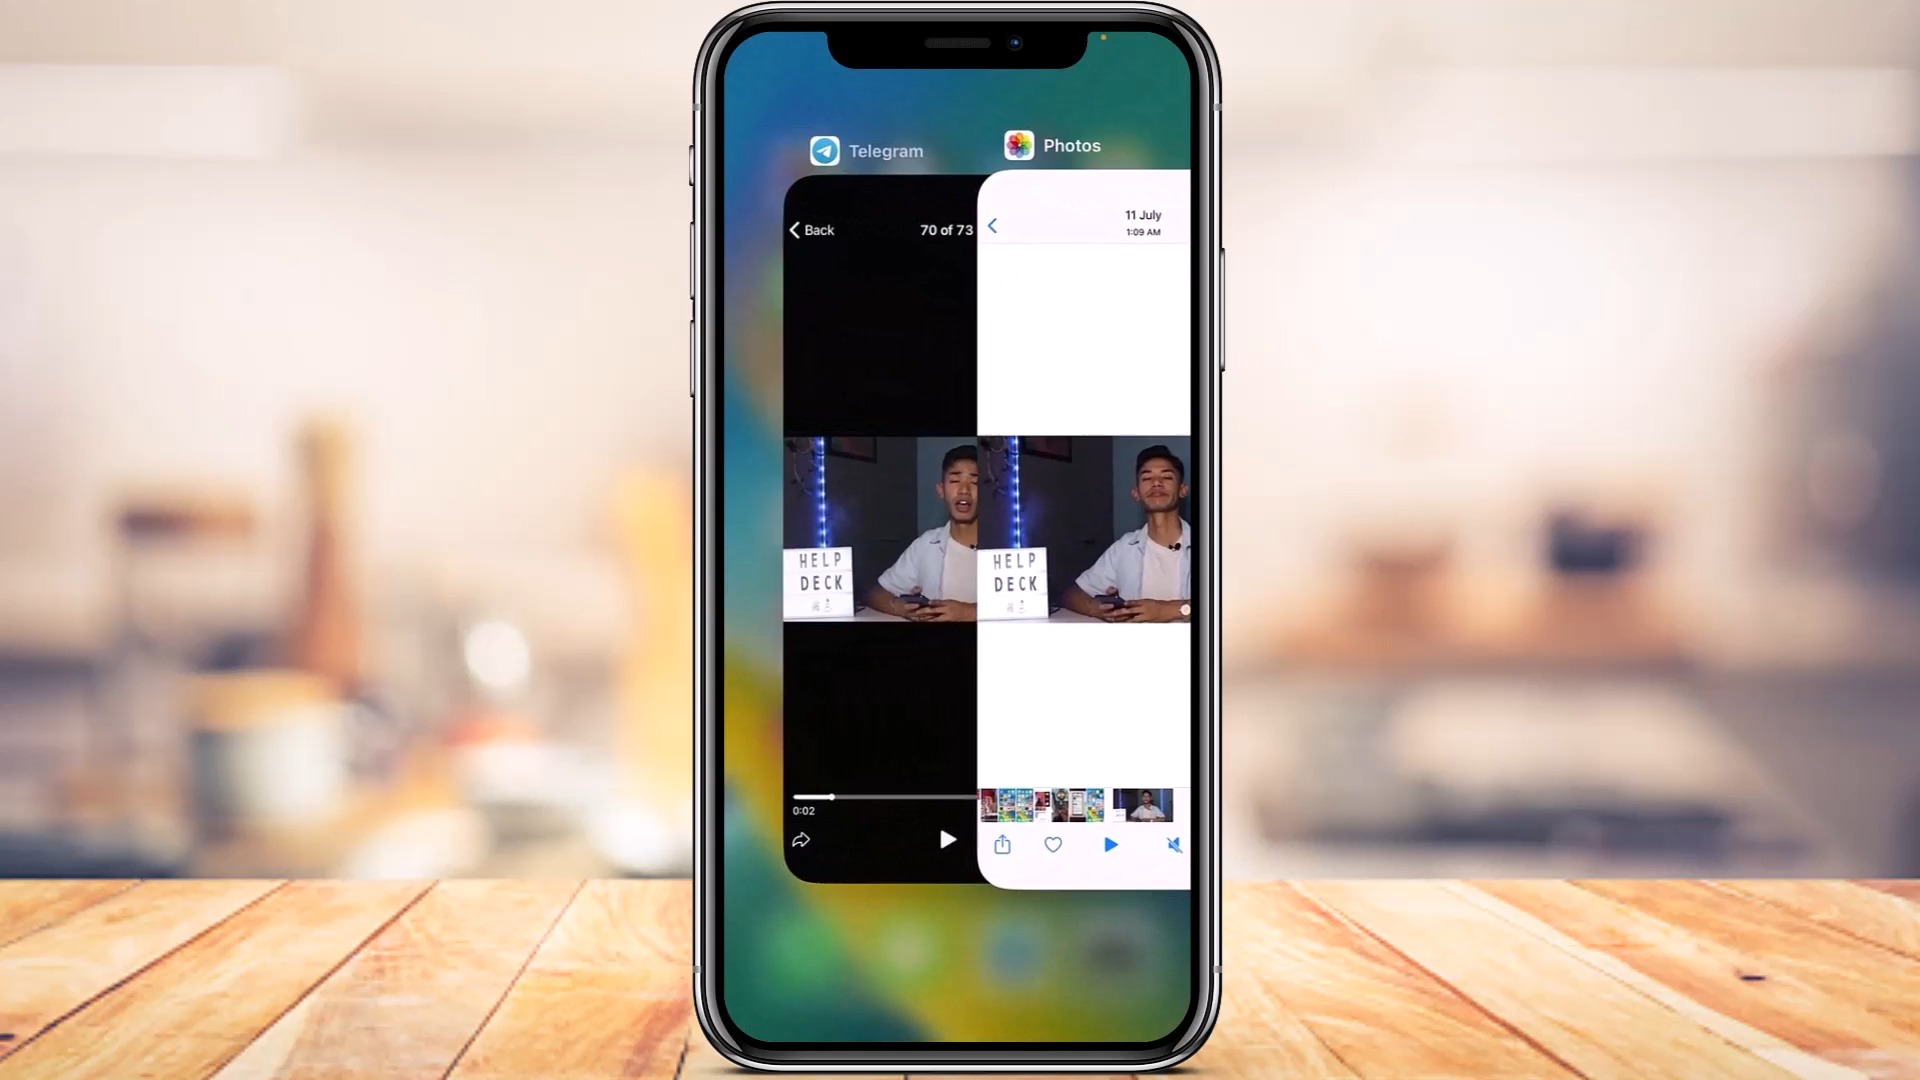 Telegram
Photos
Back
70 of 73
11 July
1:09 AM
HELP
DECK
HELP
DECK
0:02